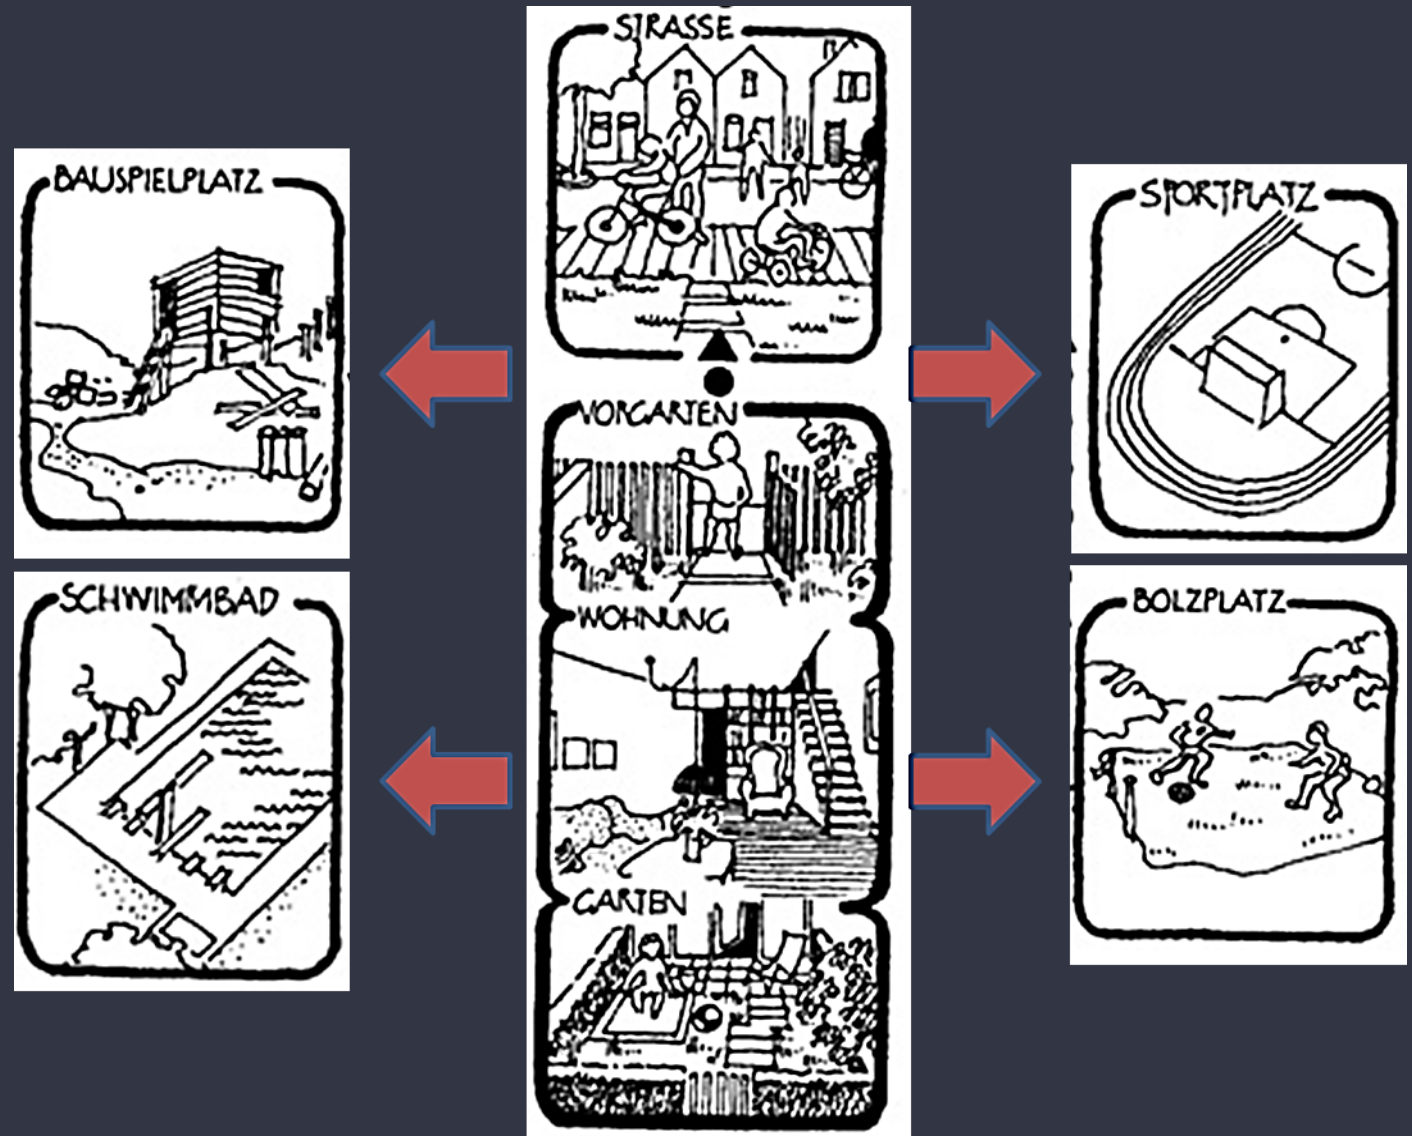 STRASSE
BAUSPIELPLATZ
SPORTPLATZ
VORGARTEN
SCHWIMMBAD
BOLZPLATZ
WOHNUNG
GARTEN